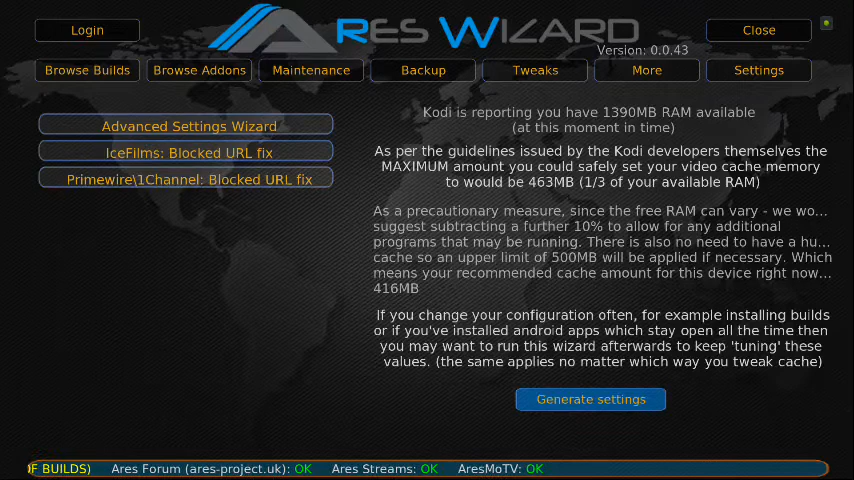 Login
ARES WIZARD
Close
Version: 0.0.43
Browse Builds
Browse Addons
Maintenance
Backup
Tweaks
More
Settings
Advanced Settings Wizard
IceFilms: Blocked URL fix
Primewire\1Channel: Blocked URL fix
Kodi is reporting you have 1390MB RAM available
(at this moment in time)
As per the guidelines issued by the Kodi developers themselves the
MAXIMUM amount you could safely set your video cache memory
to would be 463MB (1/3 of your available RAM)
As a precautionary measure, since the free RAM can vary - we wo...
suggest subtracting a further 10% to allow for any additional
programs that may be running. There is also no need to have a hu...
cache so an upper limit of 500MB will be applied if necessary. Which
means your recommended cache amount for this device right now...
416MB
If you change your configuration often, for example installing builds
or if you've installed android apps which stay open all the time then
you may want to run this wizard afterwards to keep 'tuning' these
values. (the same applies no matter which way you tweak cache)
Generate settings
OF BUILDS) Ares Forum (ares-project.uk): OK Ares Streams: OK AresMoTV: OK